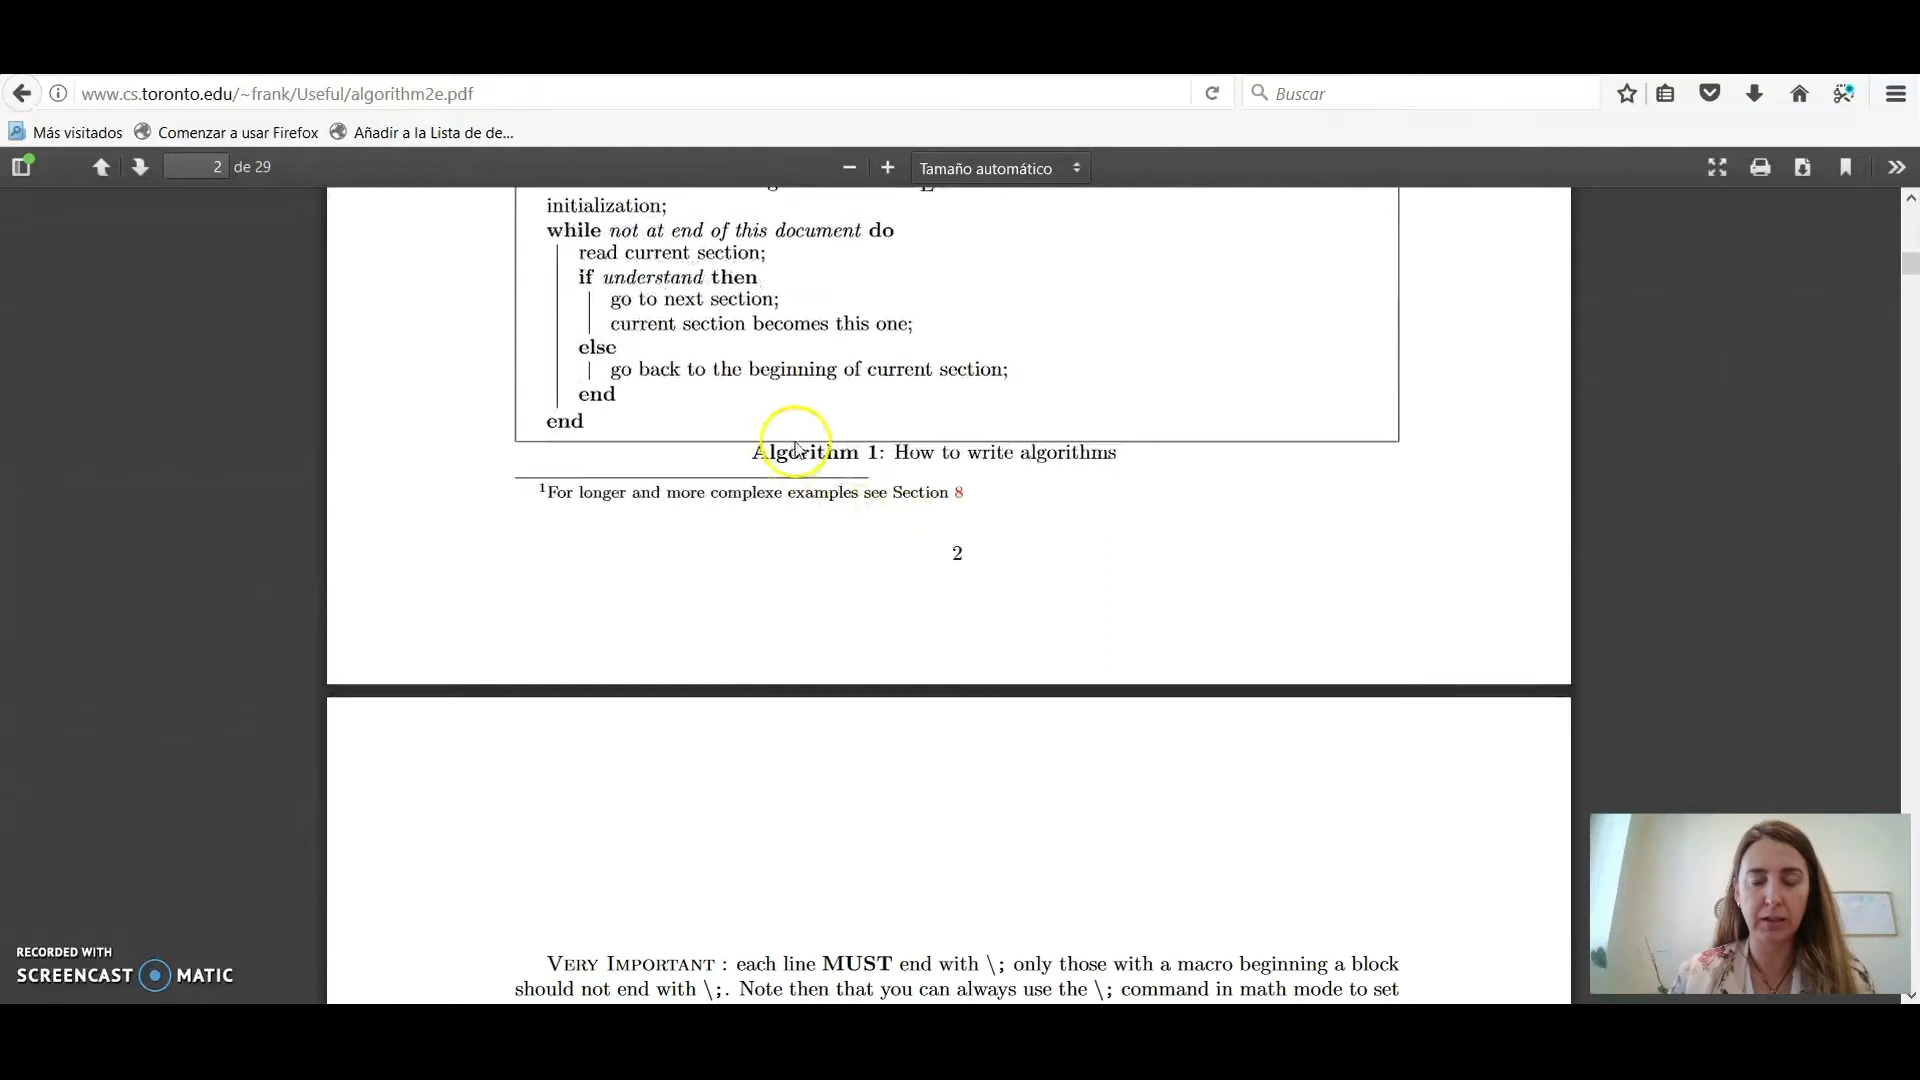 www.cs.toronto.edu/~frank/Useful/algorithm2e.pdf
Buscar
Más visitados Comenzar a usar Firefox Añadir a la Lista de de...
2 de 29
Tamaño automático
initialization;
while not at end of this document do
read current section;
if understand then
go to next section;
current section becomes this one;
else
go back to the beginning of current section;
end
end
Algorithm 1: How to write algorithms
1For longer and more complexe examples see Section 8
2
VERY IMPORTANT : each line MUST end with \; only those with a macro beginning a block
should not end with \;. Note then that you can always use the \; command in math mode to set
RECORDED WITH
SCREENCAST MATIC